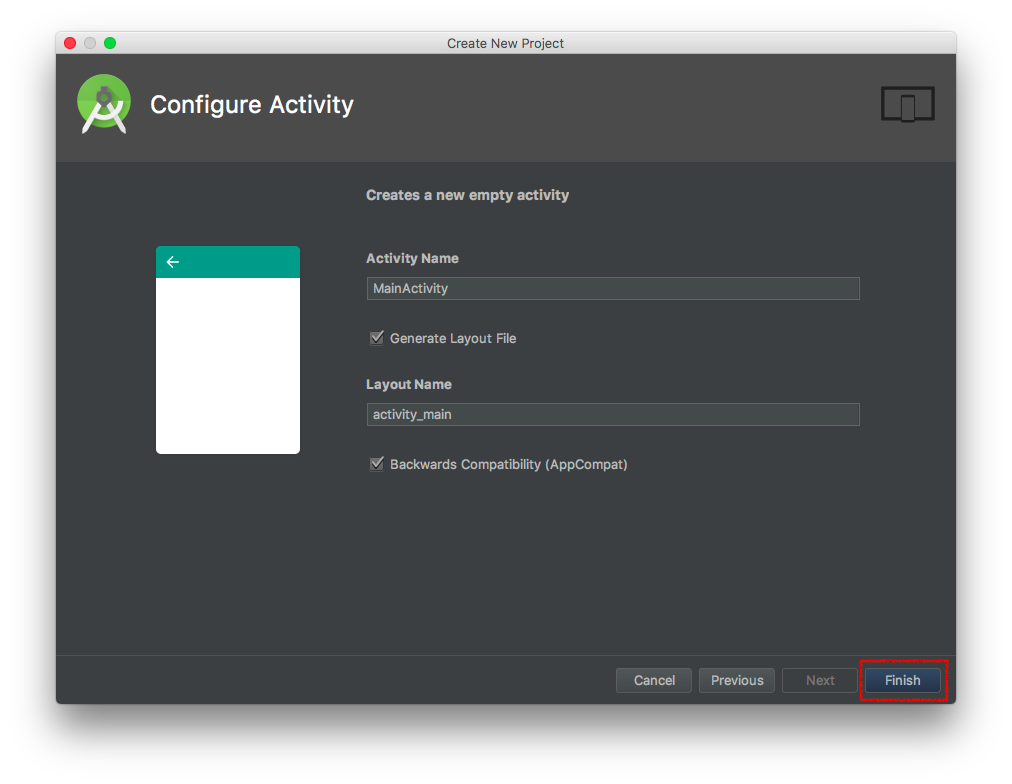 Create New Project
Configure Activity
Creates a new empty activity
Activity Name
MainActivity
Generate Layout File
Layout Name
activity_main
Backwards Compatibility (AppCompat)
Cancel Previous Next Finish